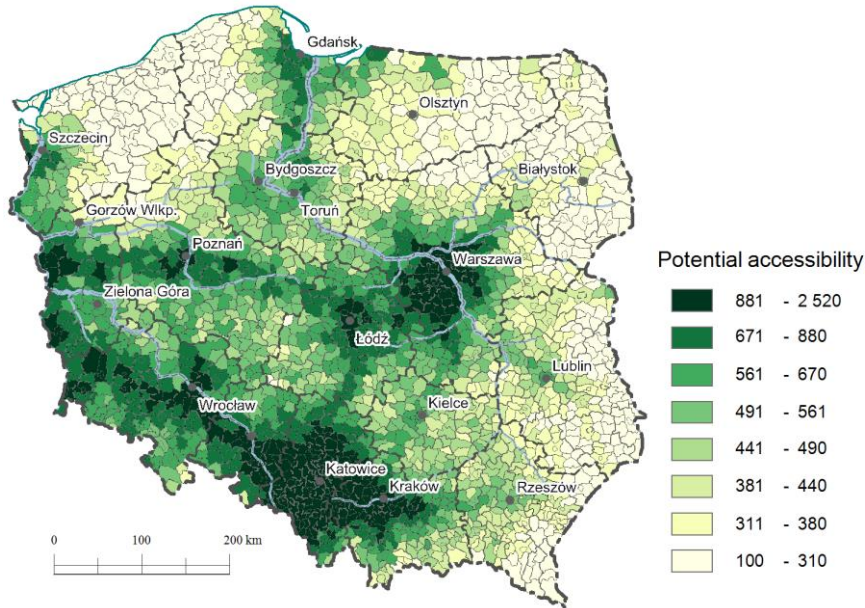 Gdańsk
Olsztyn
Szczecin
Bydgoszcz
Białystok
Toruń
Gorzów Wlkp.
Poznań
Warszawa
Zielona Góra
Łódź
Lublin
Wrocław
Kielce
Katowice
Kraków
Rzeszów
Potential accessibility
881 - 2 520
671 - 880
561 - 670
491 - 561
441 - 490
381 - 440
311 - 380
100 - 310
0 100 200 km